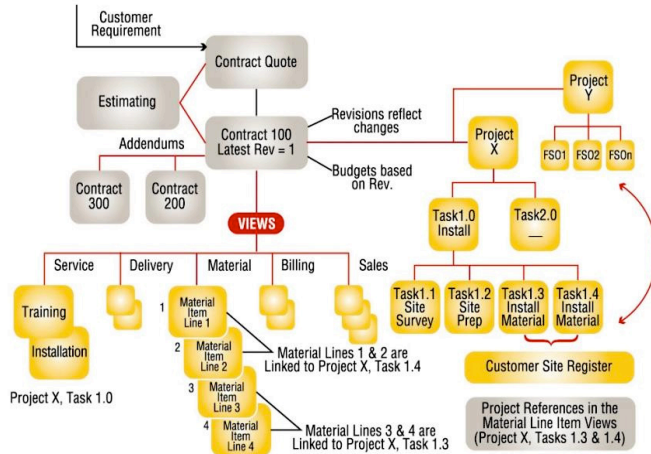 Customer
Requirement
Contract Quote
Estimating
Revisions reflect
changes
Contract 100
Latest Rev = 1
Budgets based
on Rev.
Addendums
Contract
300
Contract
200
Project
Y
FSO1
FSO2
FSOn
Project
X
Task1.0
Install
Task2.0
—
Task1.1
Site
Survey
Task1.2
Site
Prep
Task1.3
Install
Material
Task1.4
Install
Material
Customer Site Register
Project References in the
Material Line Item Views
(Project X, Tasks 1.3 & 1.4)
VIEWS
Service
Delivery
Material
Billing
Sales
Training
Installation
Project X, Task 1.0
1
Material
Item
Line 1
2
Material
Item
Line 2
3
Material
Item
Line 3
4
Material
Item
Line 4
Material Lines 1 & 2 are
Linked to Project X, Task 1.4
Material Lines 3 & 4 are
Linked to Project X, Task 1.3